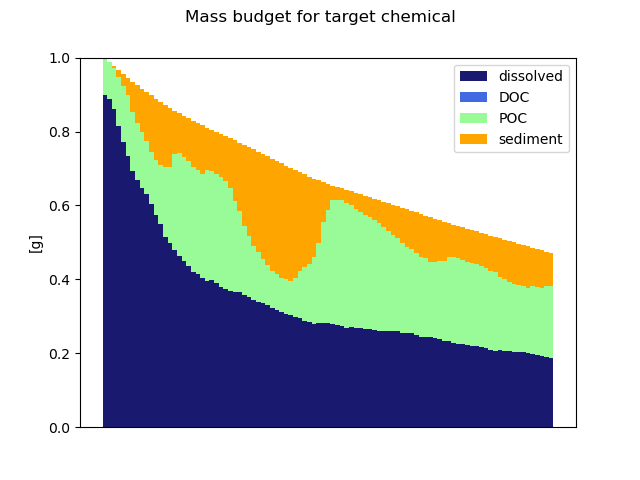 Mass budget for target chemical
1.0
0.8
0.6
0.4
0.2
0.0
[g]
dissolved
DOC
POC
sediment